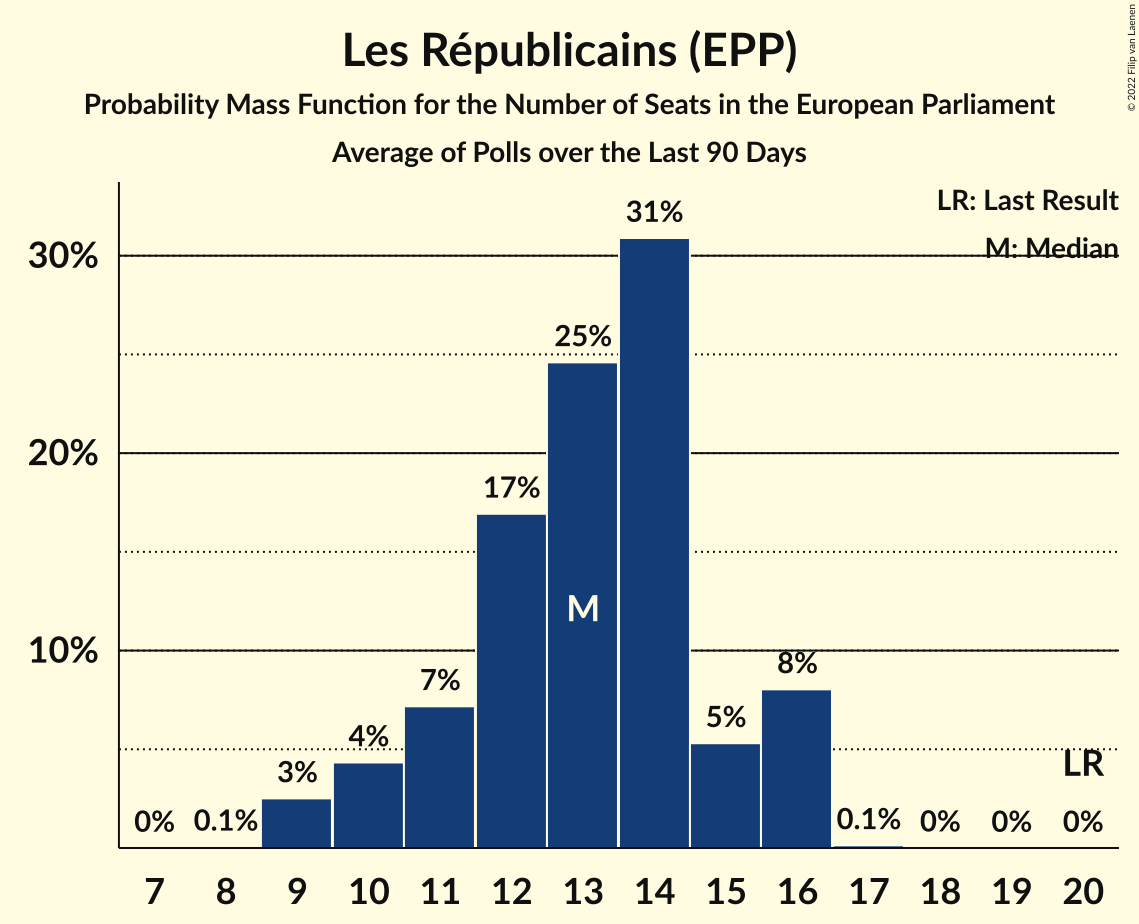 Les Républicains (EPP)
Probability Mass Function for the Number of Seats in the European Parliament
Average of Polls over the Last 90 Days
© 2022 Filip van Laenen
LR: Last Result
M: Median
30%
20%
10%
0% 0.1% 3% 4% 7% 17% 25% 31% 5% 8% 0.1% 0% 0% 0%
M
LR
7 8 9 10 11 12 13 14 15 16 17 18 19 20